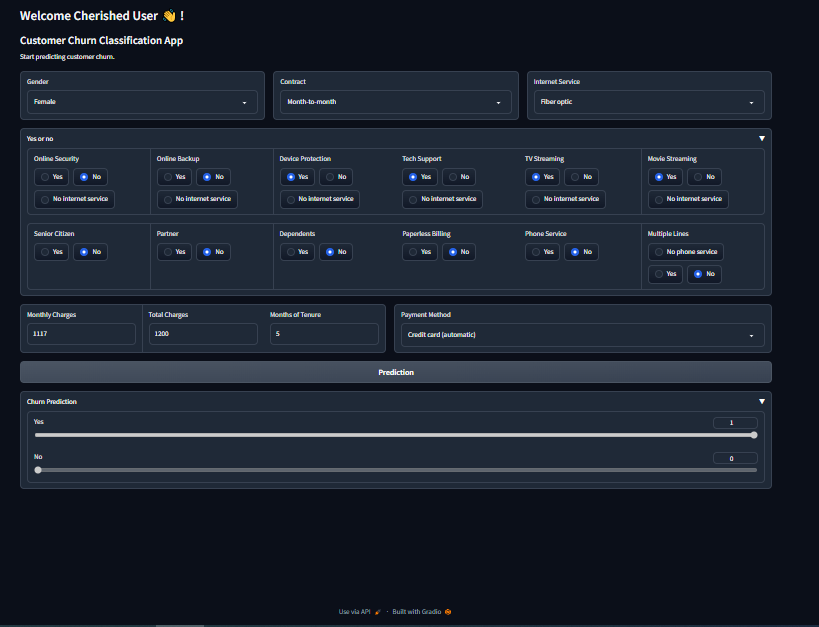 Welcome Cherished User 👋 !
Customer Churn Classification App
Start predicting customer churn.
Gender Contract Internet Service
Female Month-to-month Fiber optic
Yes or no ▼
Online Security Online Backup Device Protection Tech Support TV Streaming Movie Streaming
Yes No Yes No Yes No Yes No Yes No Yes No
No internet service No internet service No internet service No internet service No internet service No internet service
Senior Citizen Partner Dependents Paperless Billing Phone Service Multiple Lines
Yes No Yes No Yes No Yes No Yes No No phone service
Yes No
Monthly Charges Total Charges Months of Tenure Payment Method
1117 1200 5 Credit card (automatic)
Prediction
Churn Prediction ▼
Yes 1
No 0
Use via API 🚀 · Built with Gradio